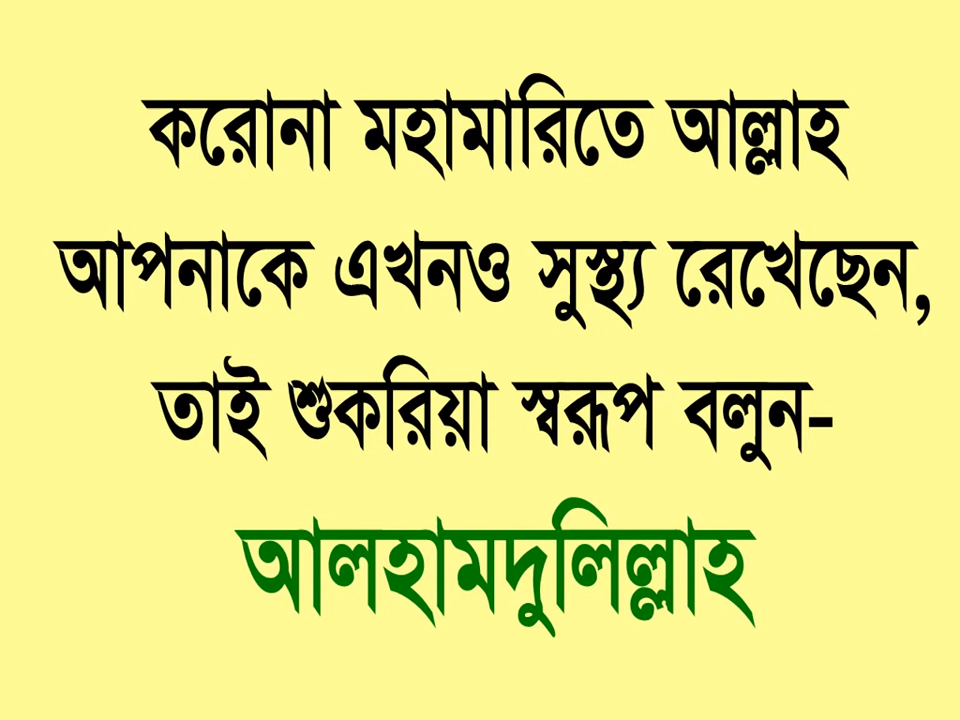 করোনা মহামারিতে আল্লাহ
আপনাকে এখনও সুস্থ্য রেখেছেন,
তাই শুকরিয়া স্বরূপ বলুন-
আলহামদুলিল্লাহ